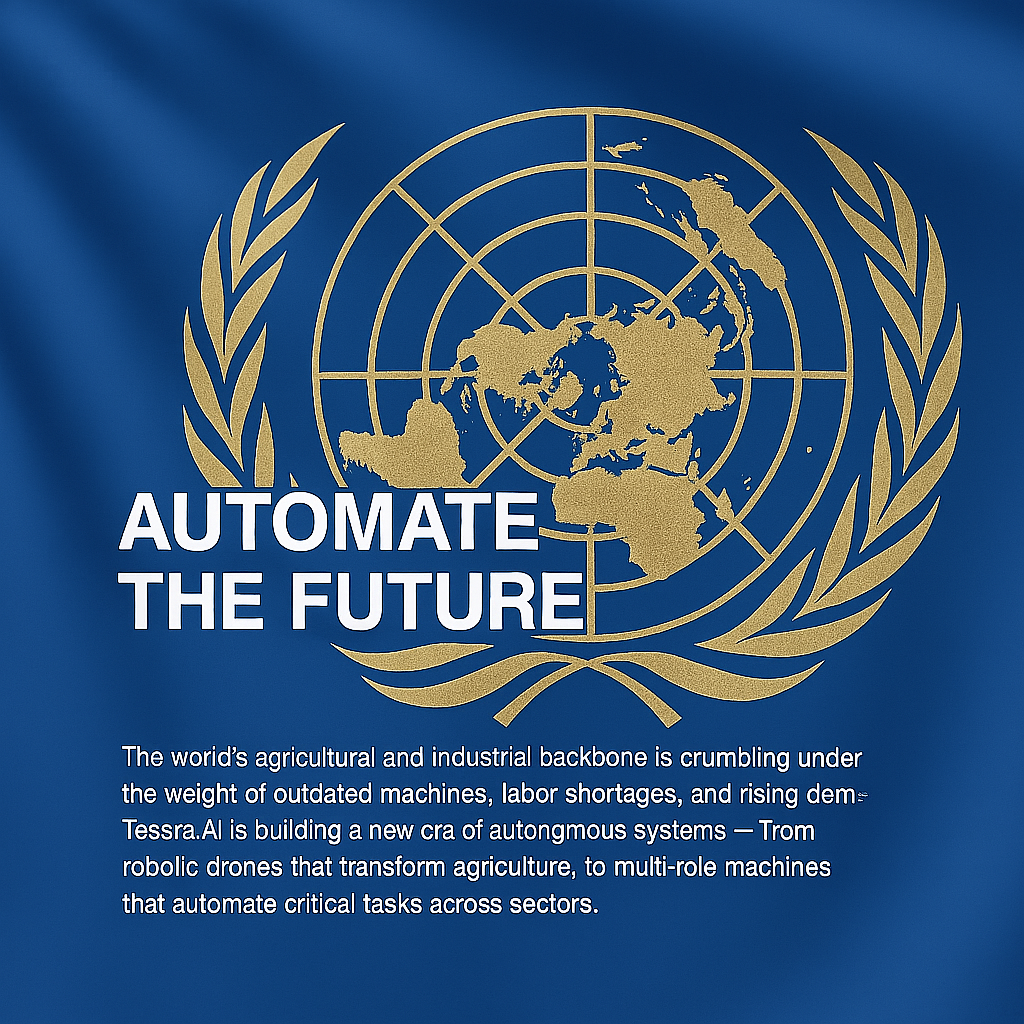 AUTOMATE
THE FUTURE
The world's agricultural and industrial backbone is crumbling under
the weight of outdated machines, labor shortages, and rising dem
Tessra.AI is building a new cra of autongmous systems — Trom
robolic drones that transform agriculture, to multi-role machines
that automate critical tasks across sectors.